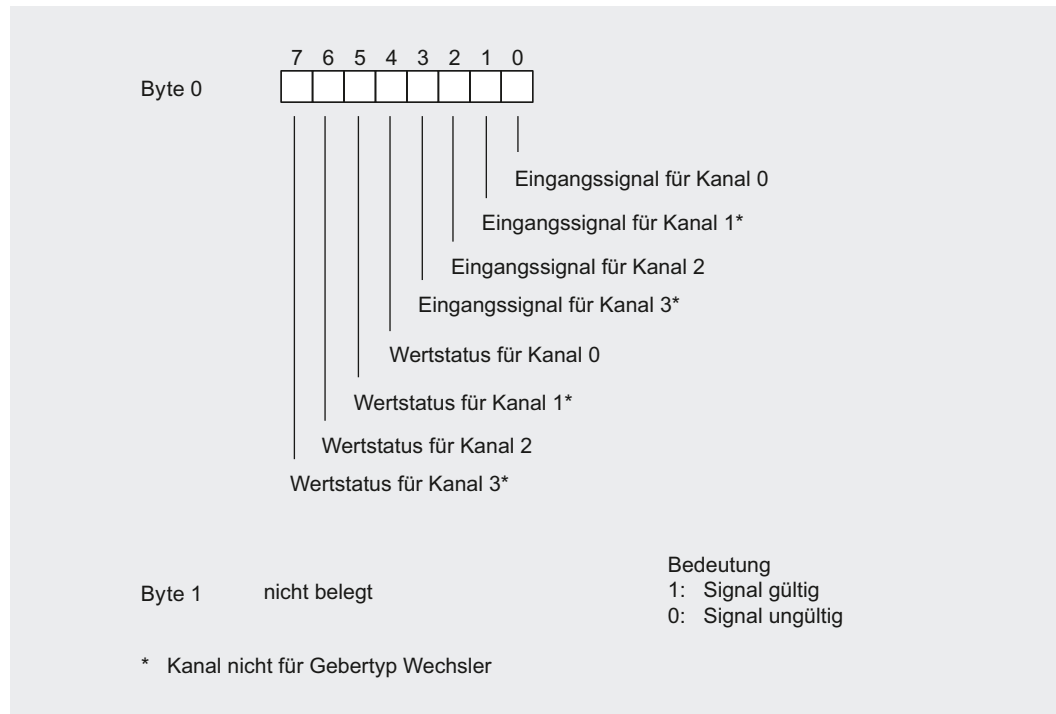 7 6 5 4 3 2 1 0
Byte 0
Eingangssignal für Kanal 0
Eingangssignal für Kanal 1*
Eingangssignal für Kanal 2
Eingangssignal für Kanal 3*
Wertstatus für Kanal 0
Wertstatus für Kanal 1*
Wertstatus für Kanal 2
Wertstatus für Kanal 3*
Byte 1 nicht belegt
Bedeutung
1: Signal gültig
0: Signal ungültig
* Kanal nicht für Gebertyp Wechsler